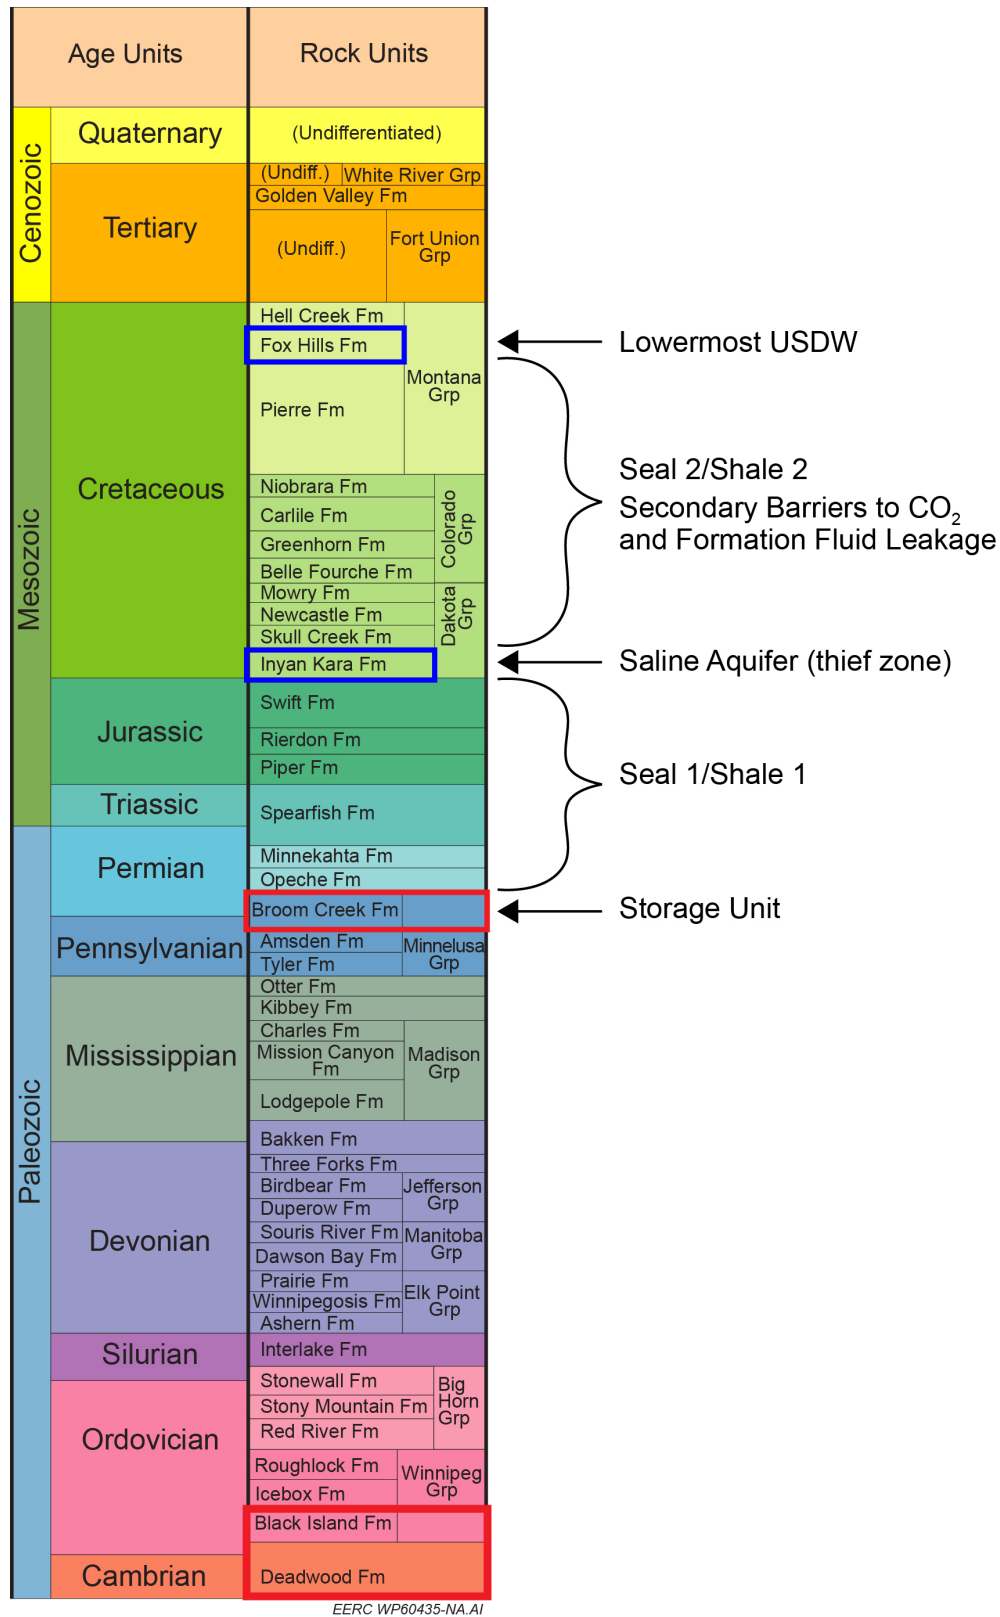 Age Units
Rock Units
Cenozoic
Quaternary
(Undifferentiated)
Tertiary
(Undiff.)
White River Grp
Golden Valley Fm
(Undiff.)
Fort Union
Grp
Mesozoic
Cretaceous
Hell Creek Fm
Fox Hills Fm
Pierre Fm
Montana
Grp
Niobrara Fm
Carlile Fm
Greenhorn Fm
Belle Fourche Fm
Colorado
Grp
Mowry Fm
Newcastle Fm
Skull Creek Fm
Inyan Kara Fm
Dakota
Grp
Jurassic
Swift Fm
Rierdon Fm
Piper Fm
Triassic
Spearfish Fm
Paleozoic
Permian
Minnekahta Fm
Opeche Fm
Broom Creek Fm
Pennsylvanian
Amsden Fm
Tyler Fm
Minnelusa
Grp
Mississippian
Otter Fm
Kibbey Fm
Charles Fm
Mission Canyon
Fm
Lodgepole Fm
Madison
Grp
Devonian
Bakken Fm
Three Forks Fm
Birdbear Fm
Duperow Fm
Jefferson
Grp
Souris River Fm
Dawson Bay Fm
Manitoba
Grp
Prairie Fm
Winnipegosis Fm
Ashern Fm
Elk Point
Grp
Silurian
Interlake Fm
Ordovician
Stonewall Fm
Stony Mountain Fm
Red River Fm
Big
Horn
Grp
Roughlock Fm
Icebox Fm
Black Island Fm
Winnipeg
Grp
Cambrian
Deadwood Fm
Lowermost USDW
Seal 2/Shale 2
Secondary Barriers to CO2
and Formation Fluid Leakage
Saline Aquifer (thief zone)
Seal 1/Shale 1
Storage Unit
EERC WP60435-NA.AI